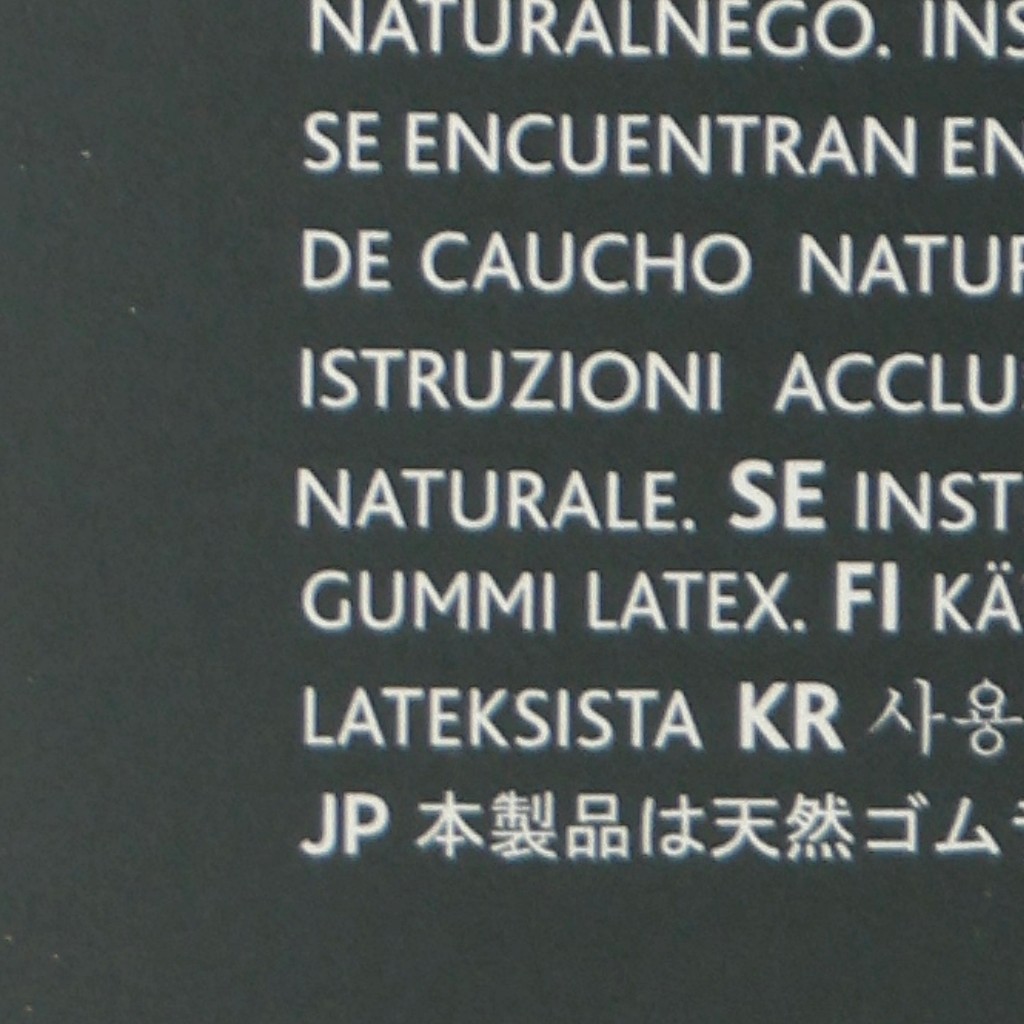 NATURALNEGO. INS
SE ENCUENTRAN EN
DE CAUCHO NATUR
ISTRUZIONI ACCLU
NATURALE. SE INST
GUMMI LATEX. FI KÄ
LATEKSISTA KR 사용
JP 本製品は天然ゴム